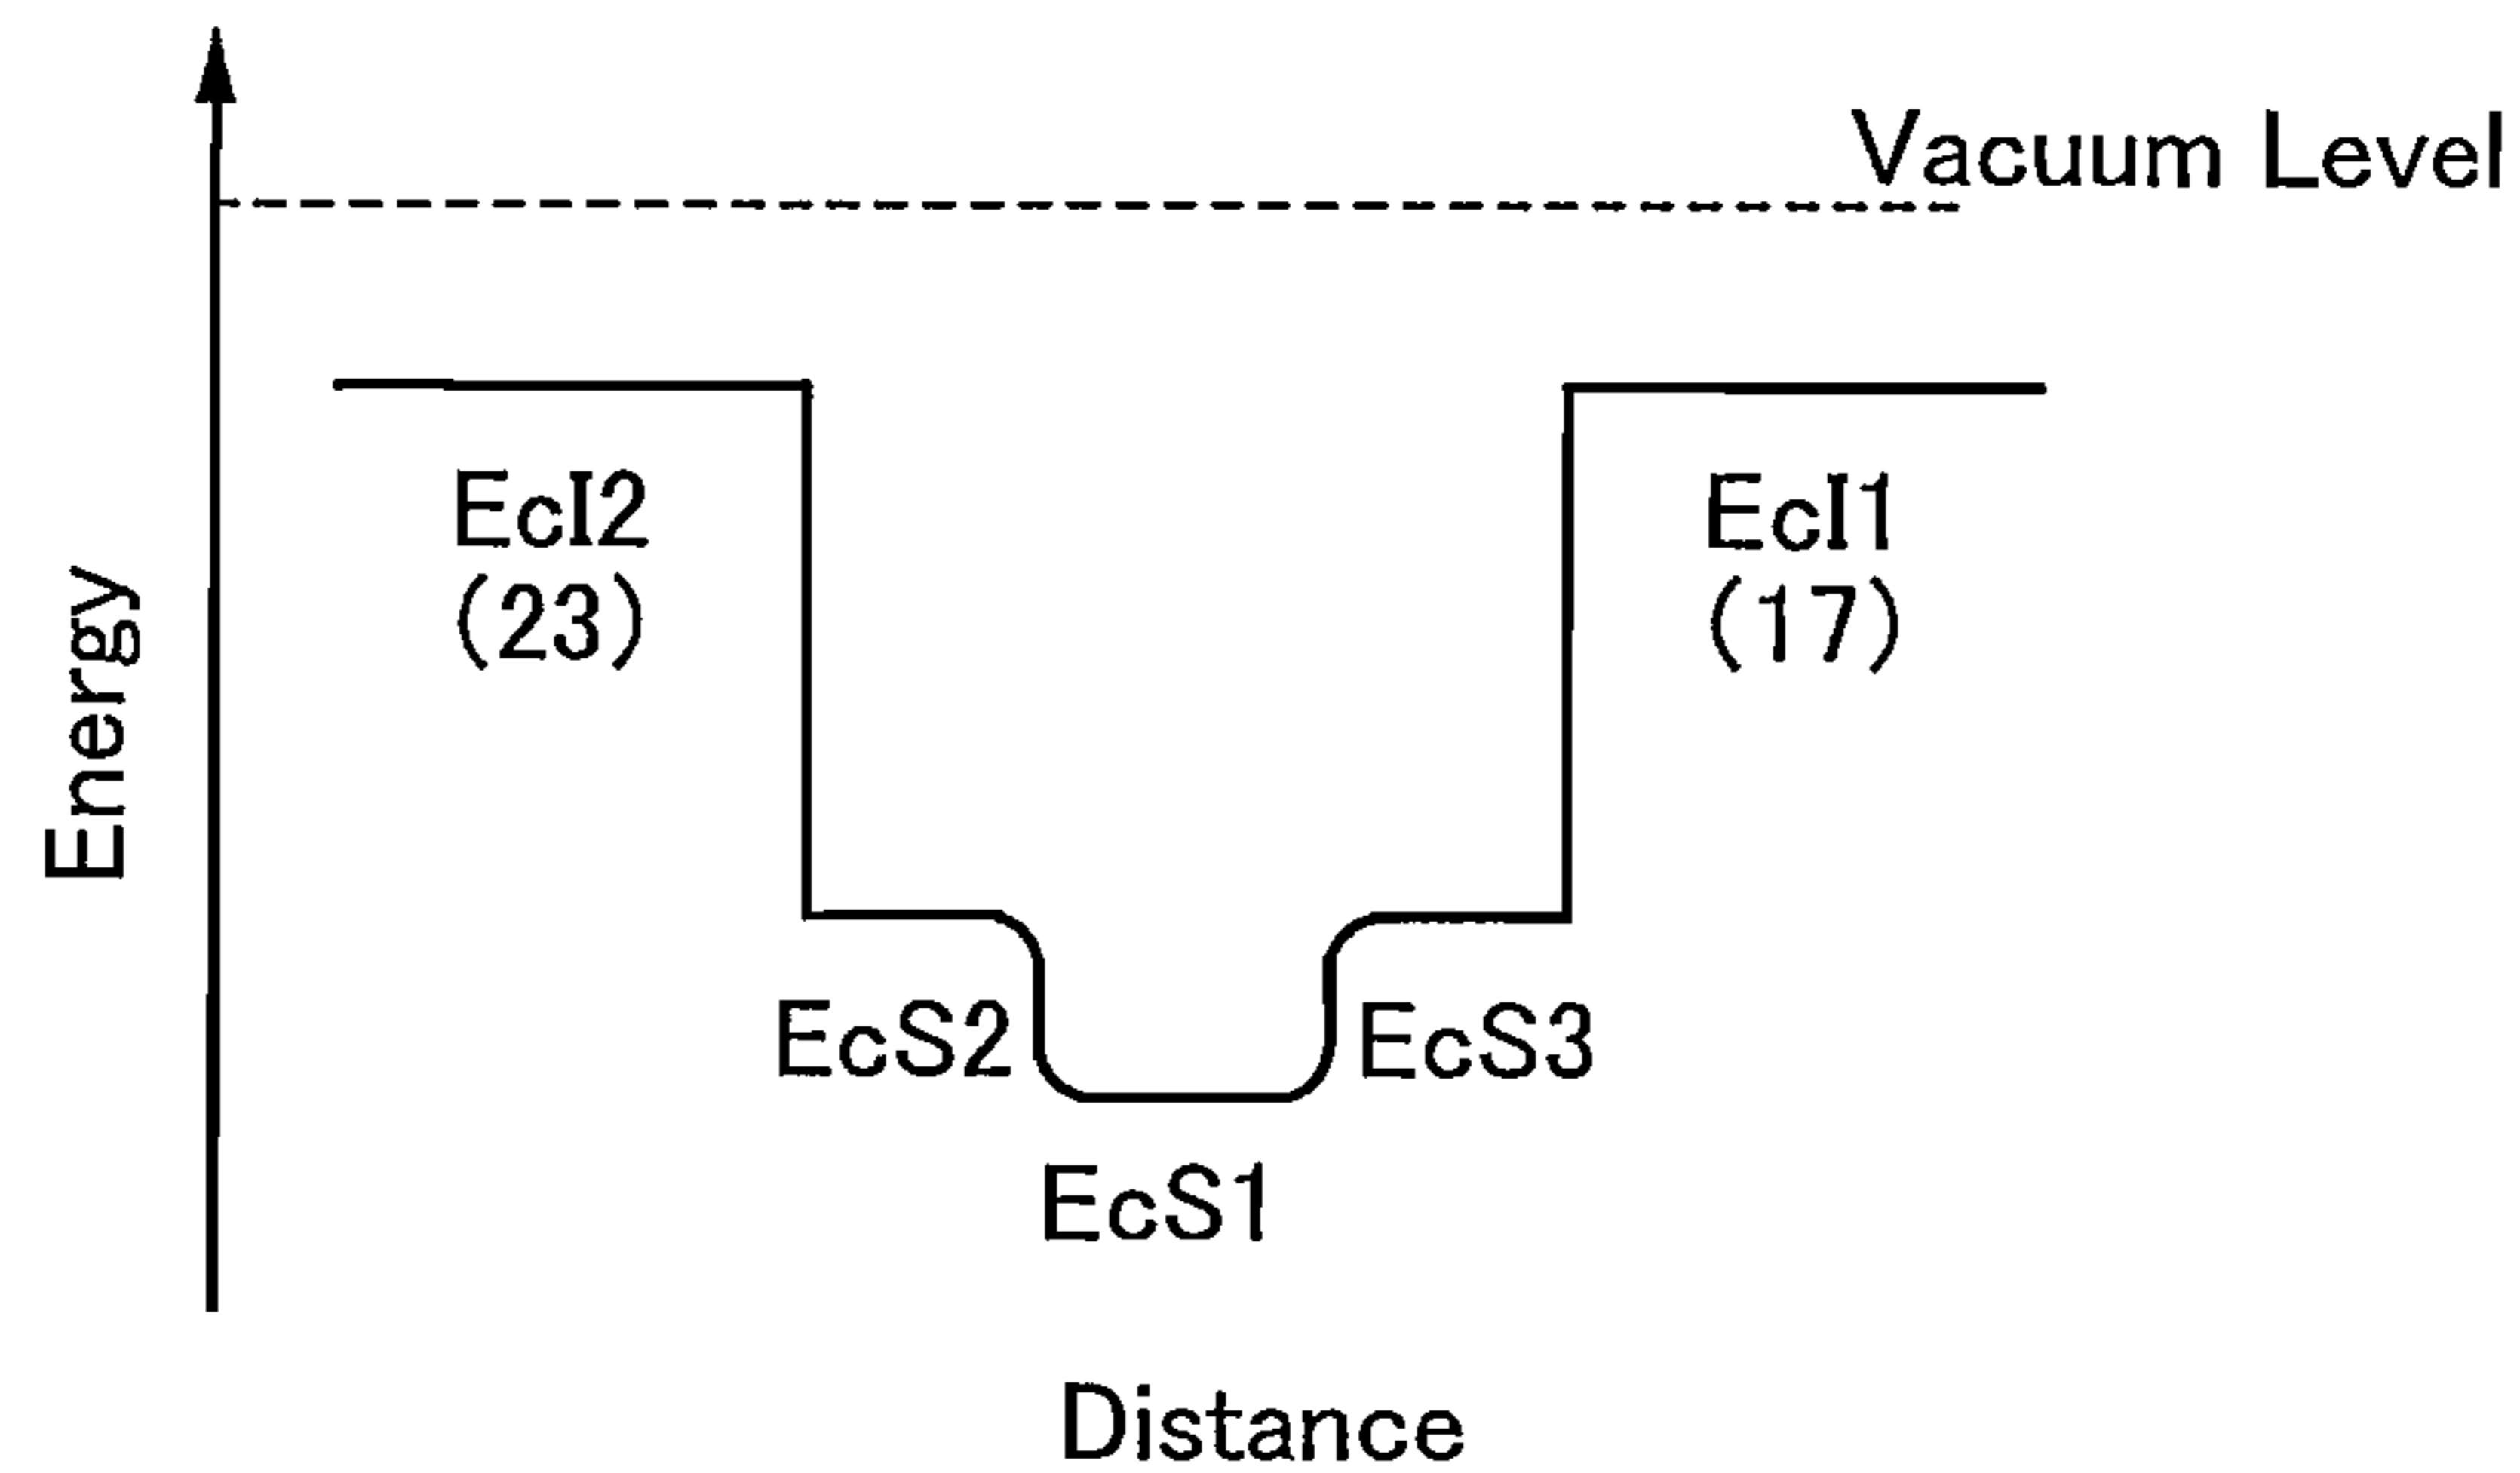 Vacuum Level
EcI2
(23)
EcI1
(17)
Energy
EcS2
EcS3
EcS1
Distance